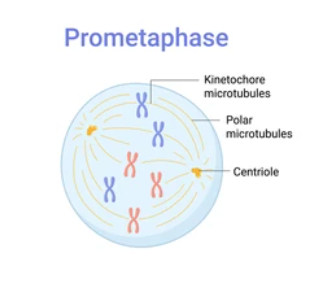 Prometaphase
Kinetochore
microtubules
Polar
microtubules
Centriole